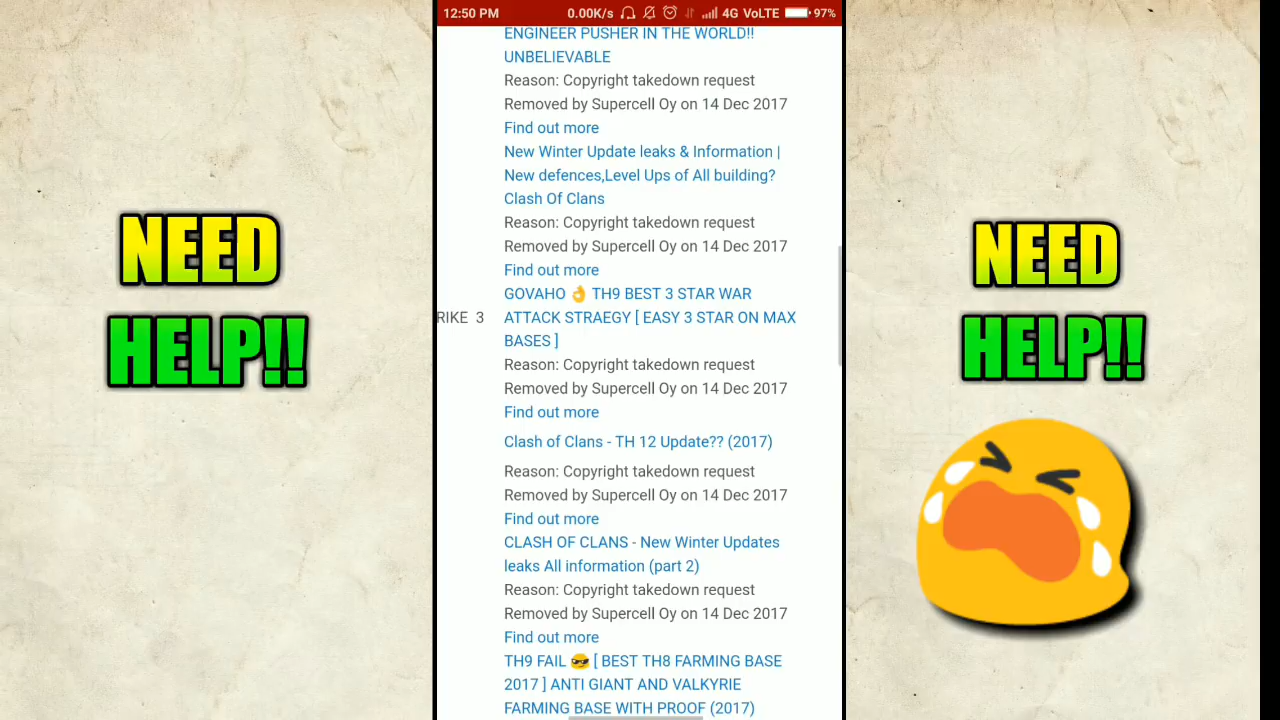 12:50 PM 0.00K/s 4G VoLTE 97%
ENGINEER PUSHER IN THE WORLD!!
UNBELIEVABLE
Reason: Copyright takedown request
Removed by Supercell Oy on 14 Dec 2017
Find out more
New Winter Update leaks & Information |
New defences,Level Ups of All building?
Clash Of Clans
Reason: Copyright takedown request
Removed by Supercell Oy on 14 Dec 2017
Find out more
GOVAHO 👌 TH9 BEST 3 STAR WAR
RIKE 3 ATTACK STRAEGY [ EASY 3 STAR ON MAX
BASES ]
Reason: Copyright takedown request
Removed by Supercell Oy on 14 Dec 2017
Find out more
Clash of Clans - TH 12 Update?? (2017)
Reason: Copyright takedown request
Removed by Supercell Oy on 14 Dec 2017
Find out more
CLASH OF CLANS - New Winter Updates
leaks All information (part 2)
Reason: Copyright takedown request
Removed by Supercell Oy on 14 Dec 2017
Find out more
TH9 FAIL 😎 [ BEST TH8 FARMING BASE
2017 ] ANTI GIANT AND VALKYRIE
FARMING BASE WITH PROOF (2017)
NEED
HELP!!
NEED
HELP!!